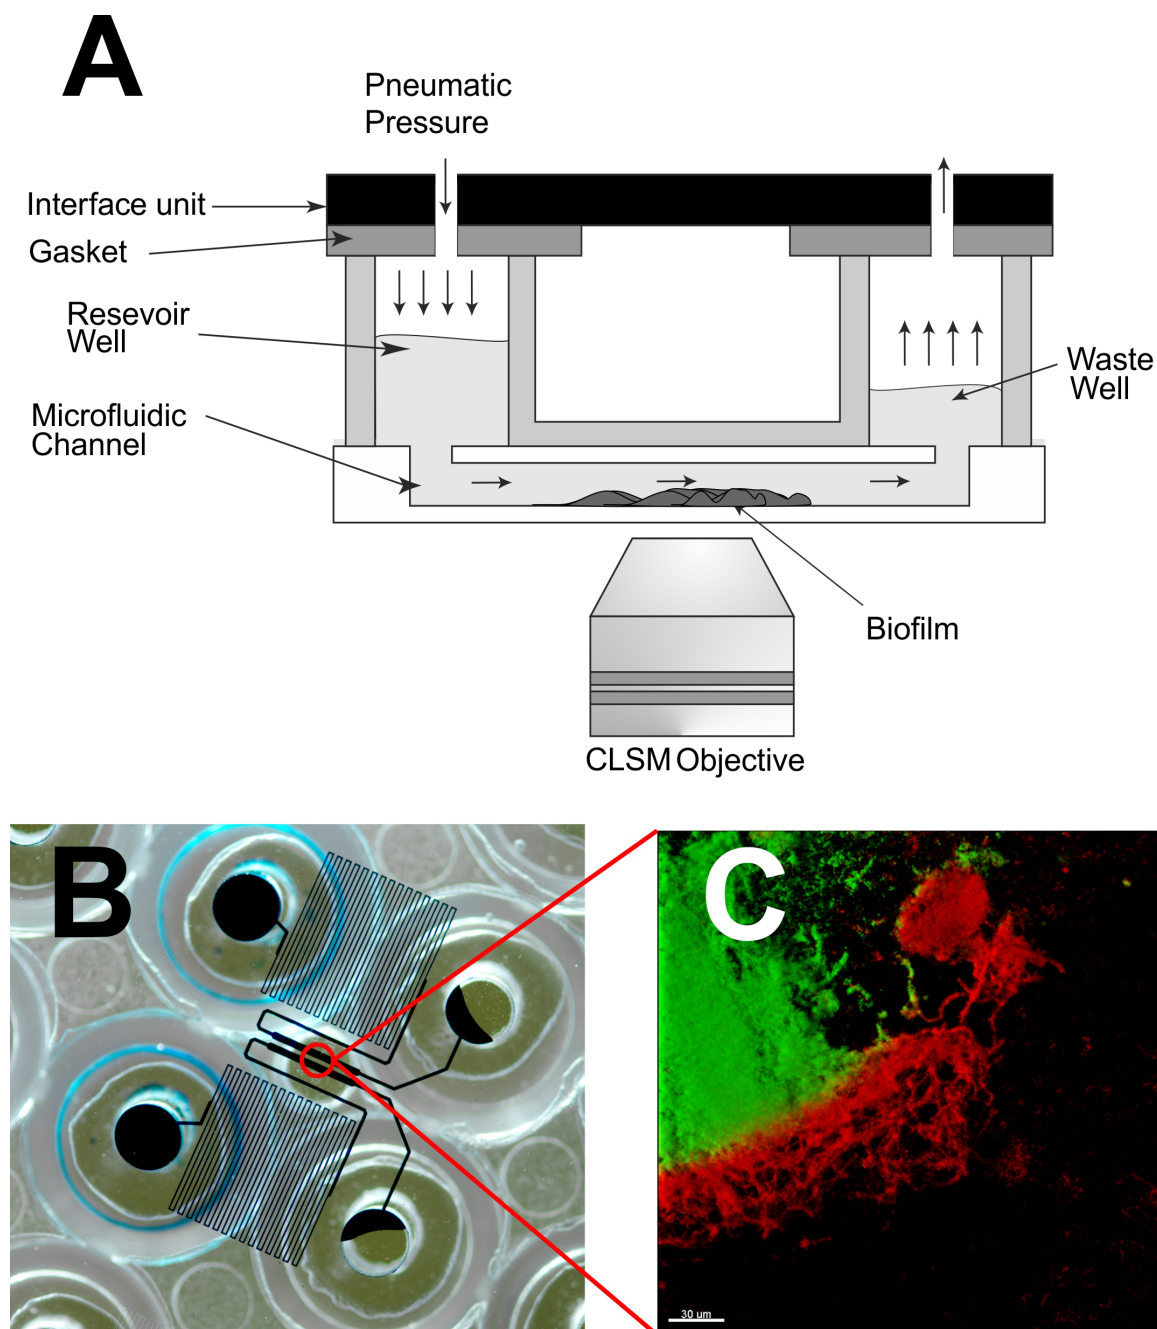 A
Pneumatic
Pressure
Interface unit
Gasket
Resevoir
Well
Microfluidic
Channel
Waste
Well
Biofilm
CLSM Objective
B
C
30 um